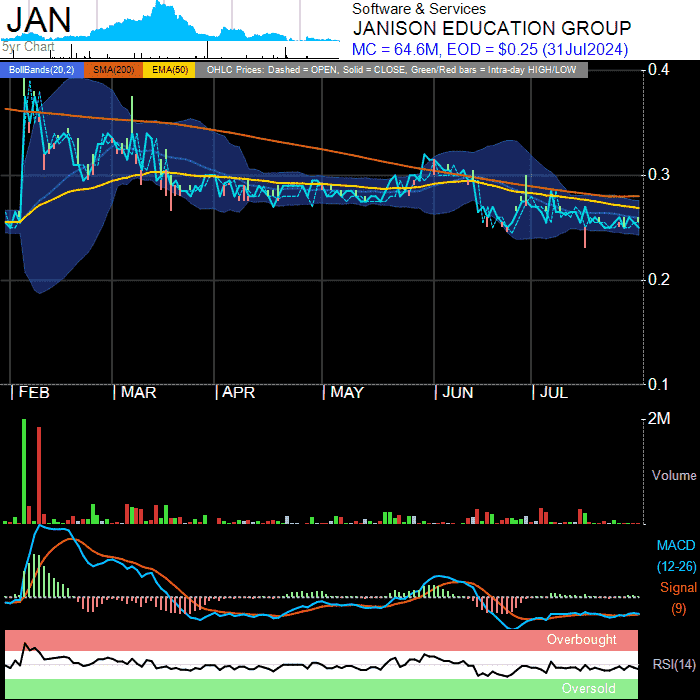 JAN
5yr Chart
Software & Services
JANISON EDUCATION GROUP
MC = 64.6M, EOD = $0.25 (31Jul2024)
BollBands(20,2) SMA(200) EMA(50) OHLC Prices: Dashed = OPEN, Solid = CLOSE, Green/Red bars = Intra-day HIGH/LOW
0.4
0.3
0.2
0.1
FEB MAR APR MAY JUN JUL
2M
Volume
MACD
(12-26)
Signal
(9)
Overbought
RSI(14)
Oversold